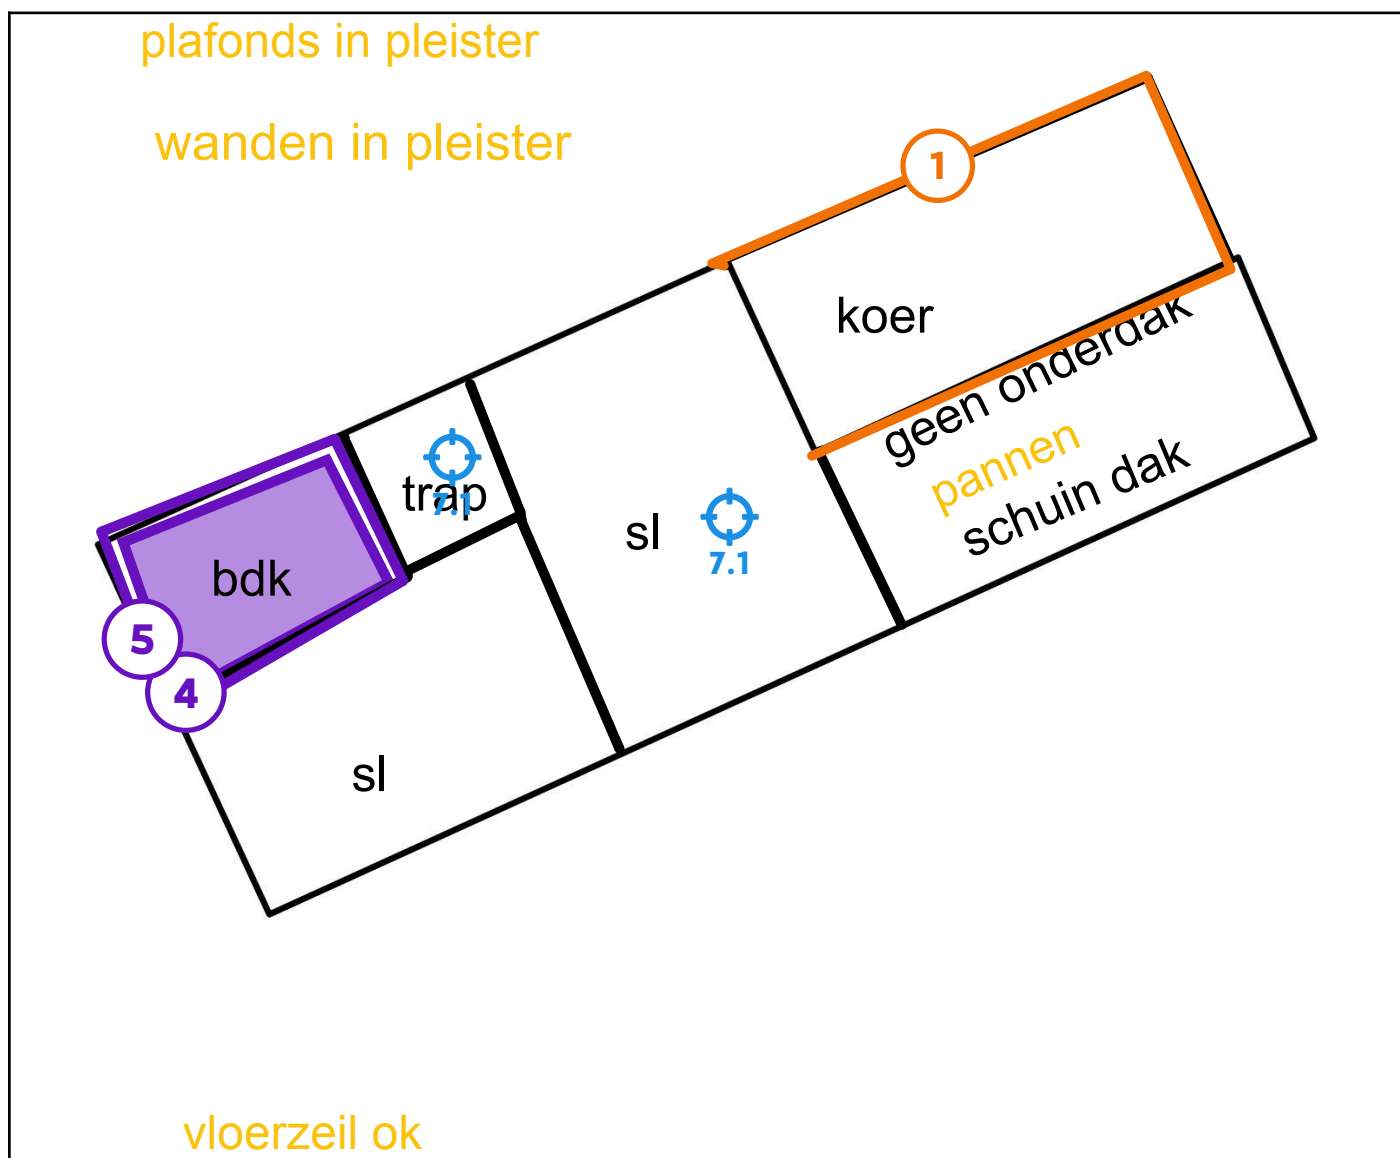 plafonds in pleister
wanden in pleister
1
koer
geen onderdak
pannen
schuin dak
trap
7.1
sl
7.1
bdk
5
4
sl
vloerzeil ok